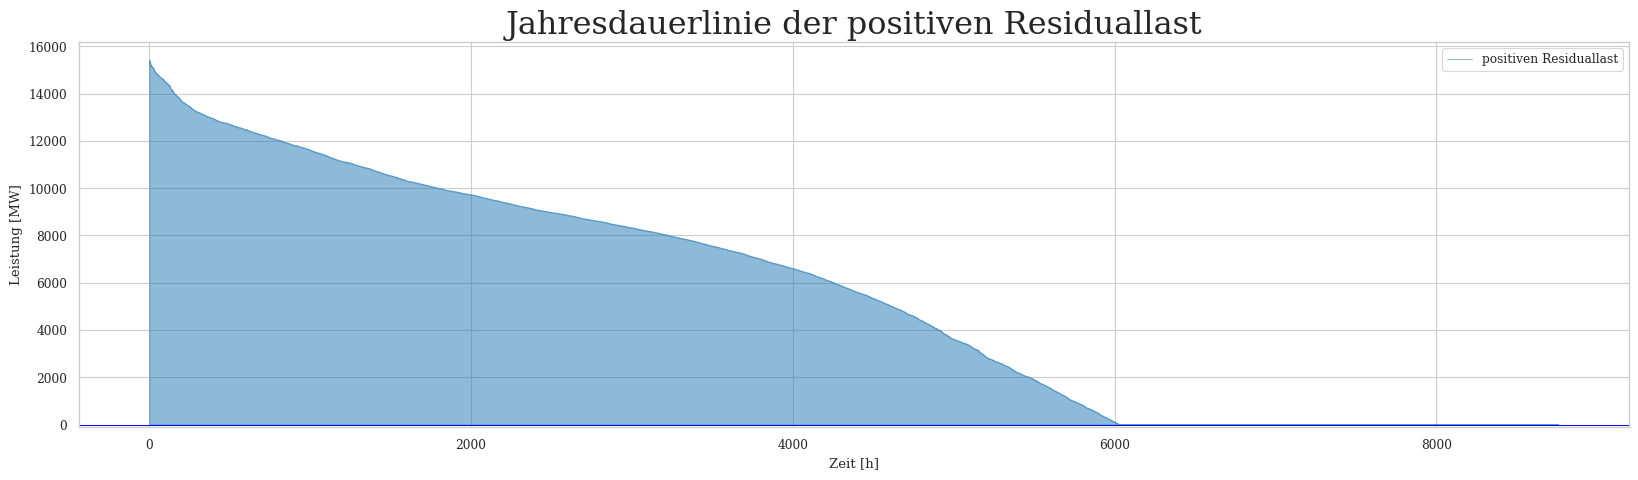 Jahresdauerlinie der positiven Residuallast
positiven Residuallast
16000
14000
12000
10000
8000
6000
4000
2000
0
Leistung [MW]
0 2000 4000 6000 8000
Zeit [h]